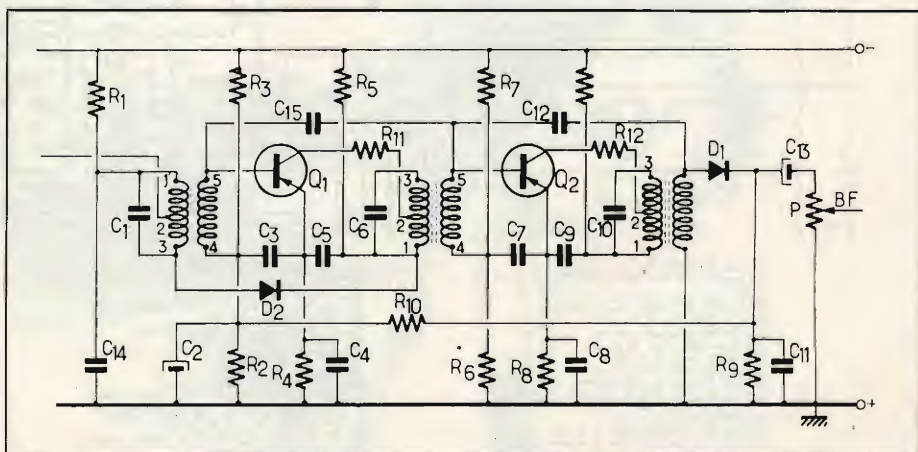 −
R1
R3
R5
R7
C15
C12
R11
R12
1
5
3
5
3
D1
C13
Q1
Q2
P
BF
C1
2
C6
2
C10
2
3
4
C3
C5
1
4
C7
C9
1
D2
R10
C14
C2
R2
R4
C4
R6
R8
C8
R9
C11
+